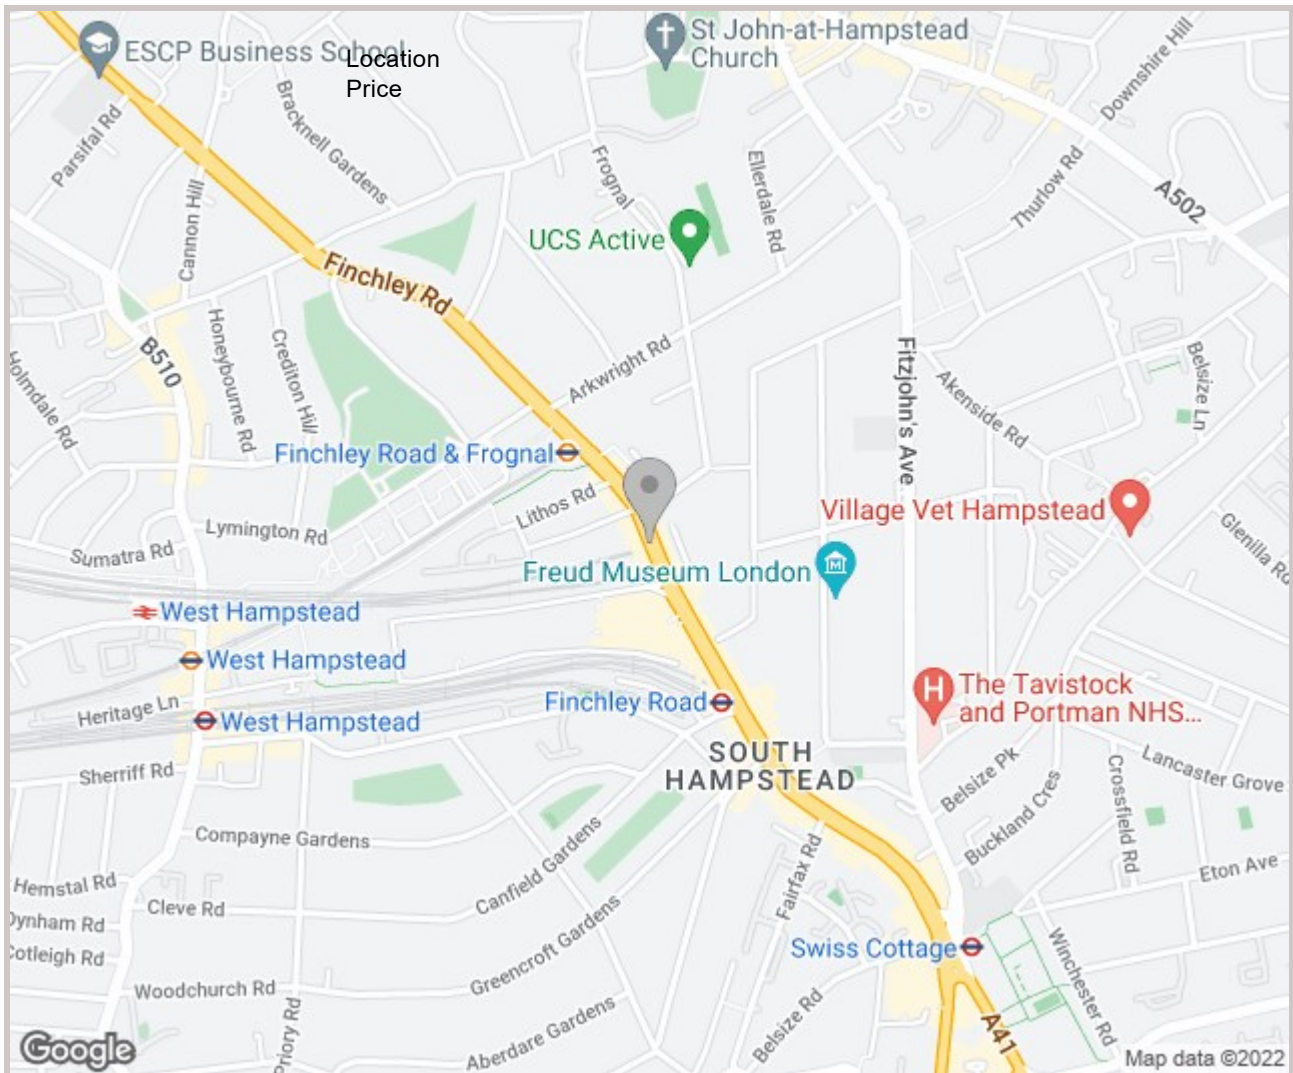 ESCP Business School
Location
Price
St John-at-Hampstead
Church
Downshire Hill
Parsifal Rd
Bracknell Gardens
Frognal
Ellerdale Rd
Thurlow Rd
A502
Cannon Hill
UCS Active
Finchley Rd
Honeybourne Rd
Crediton Hill
B510
Holmdale Rd
Arkwright Rd
Fitzjohn's Ave
Akenside Rd
Belsize Ln
Finchley Road & Frognal
Lithos Rd
Village Vet Hampstead
Glenilla Rd
Lymington Rd
Sumatra Rd
Freud Museum London
West Hampstead
West Hampstead
Heritage Ln
West Hampstead
Finchley Road
The Tavistock
and Portman NHS...
SOUTH
HAMPSTEAD
Sherriff Rd
Belsize Pk
Lancaster Grove
Buckland Cres
Crossfield Rd
Compayne Gardens
Canfield Gardens
Fairfax Rd
Eton Ave
Hemstal Rd
Cleve Rd
Dynham Rd
Cotleigh Rd
Greencroft Gardens
Swiss Cottage
Winchester Rd
Woodchurch Rd
Priory Rd
Belsize Rd
Aberdare Gardens
A41
Google
Map data ©2022